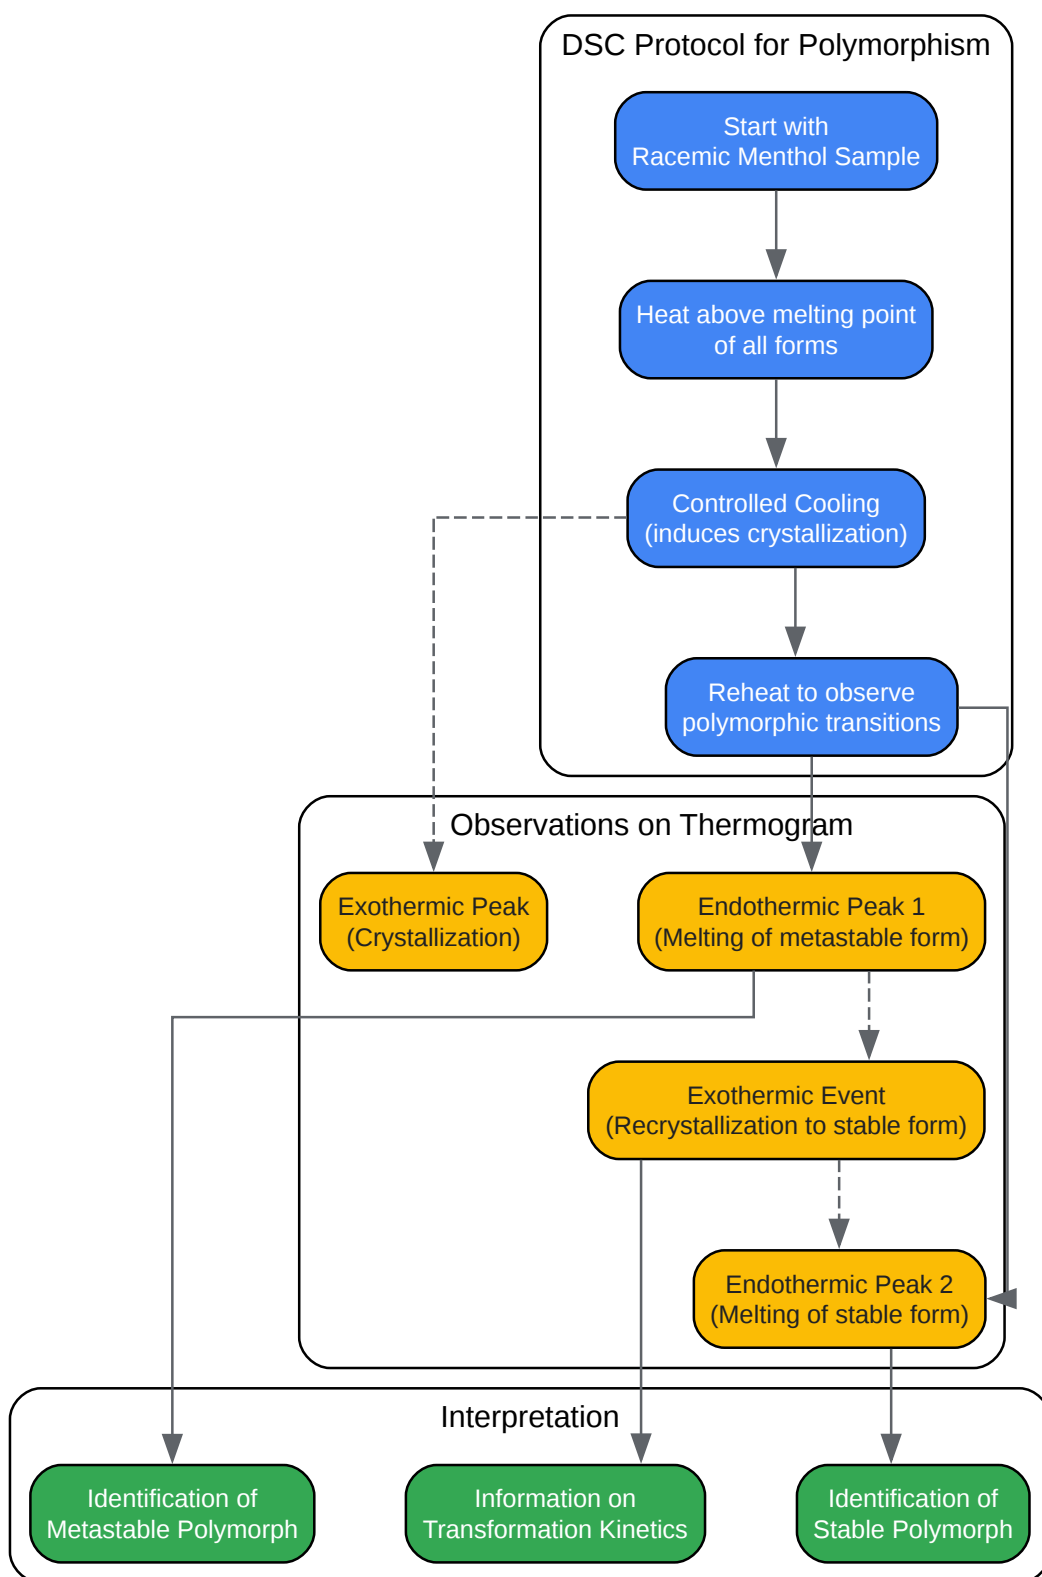 DSC Protocol for Polymorphism
Start with
Racemic Menthol Sample
Heat above melting point
of all forms
Controlled Cooling
(induces crystallization)
Reheat to observe
polymorphic transitions
Observations on Thermogram
Exothermic Peak
(Crystallization)
Endothermic Peak 1
(Melting of metastable form)
Exothermic Event
(Recrystallization to stable form)
Endothermic Peak 2
(Melting of stable form)
Interpretation
Identification of
Metastable Polymorph
Information on
Transformation Kinetics
Identification of
Stable Polymorph